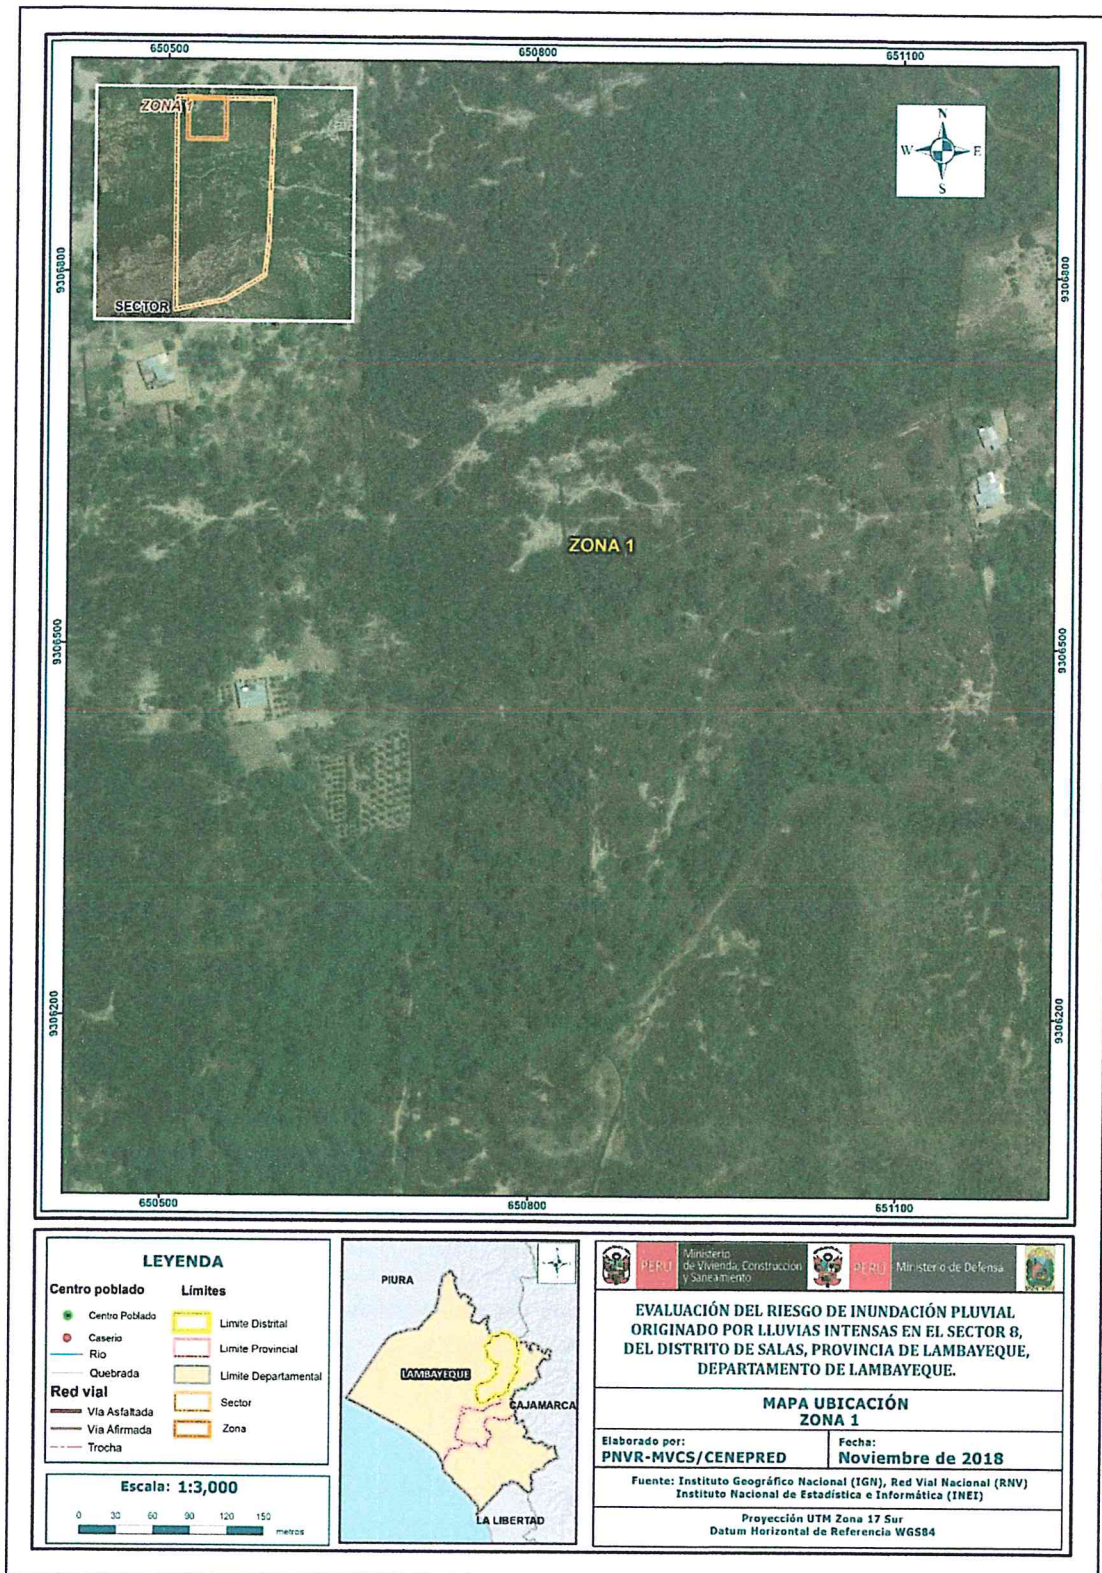 650500
650800
651100
ZONA 1
SECTOR
N
W
E
S
9306800
9306800
ZONA 1
9306500
9306500
9306200
9306200
650500
650800
651100
LEYENDA
Centro poblado
Centro Poblado
Caserio
Rio
Quebrada
Red vial
Vía Asfaltada
Via Afirmada
Trocha
Límites
Limite Distrital
Limite Provincial
Limite Departamental
Sector
Zona
Escala: 1:3,000
0 30 60 90 120 150
metros
PIURA
LAMBAYEQUE
CAJAMARCA
LA LIBERTAD
PERÚ
Ministerio
de Vivienda, Construcción
y Saneamiento
PERÚ
Ministerio de Defensa
EVALUACIÓN DEL RIESGO DE INUNDACIÓN PLUVIAL
ORIGINADO POR LLUVIAS INTENSAS EN EL SECTOR 8,
DEL DISTRITO DE SALAS, PROVINCIA DE LAMBAYEQUE,
DEPARTAMENTO DE LAMBAYEQUE.
MAPA UBICACIÓN
ZONA 1
Elaborado por:
PNVR-MVCS/CENEPRED
Fecha:
Noviembre de 2018
Fuente: Instituto Geográfico Nacional (IGN), Red Vial Nacional (RNV)
Instituto Nacional de Estadística e Informática (INEI)
Proyección UTM Zona 17 Sur
Datum Horizontal de Referencia WGS84